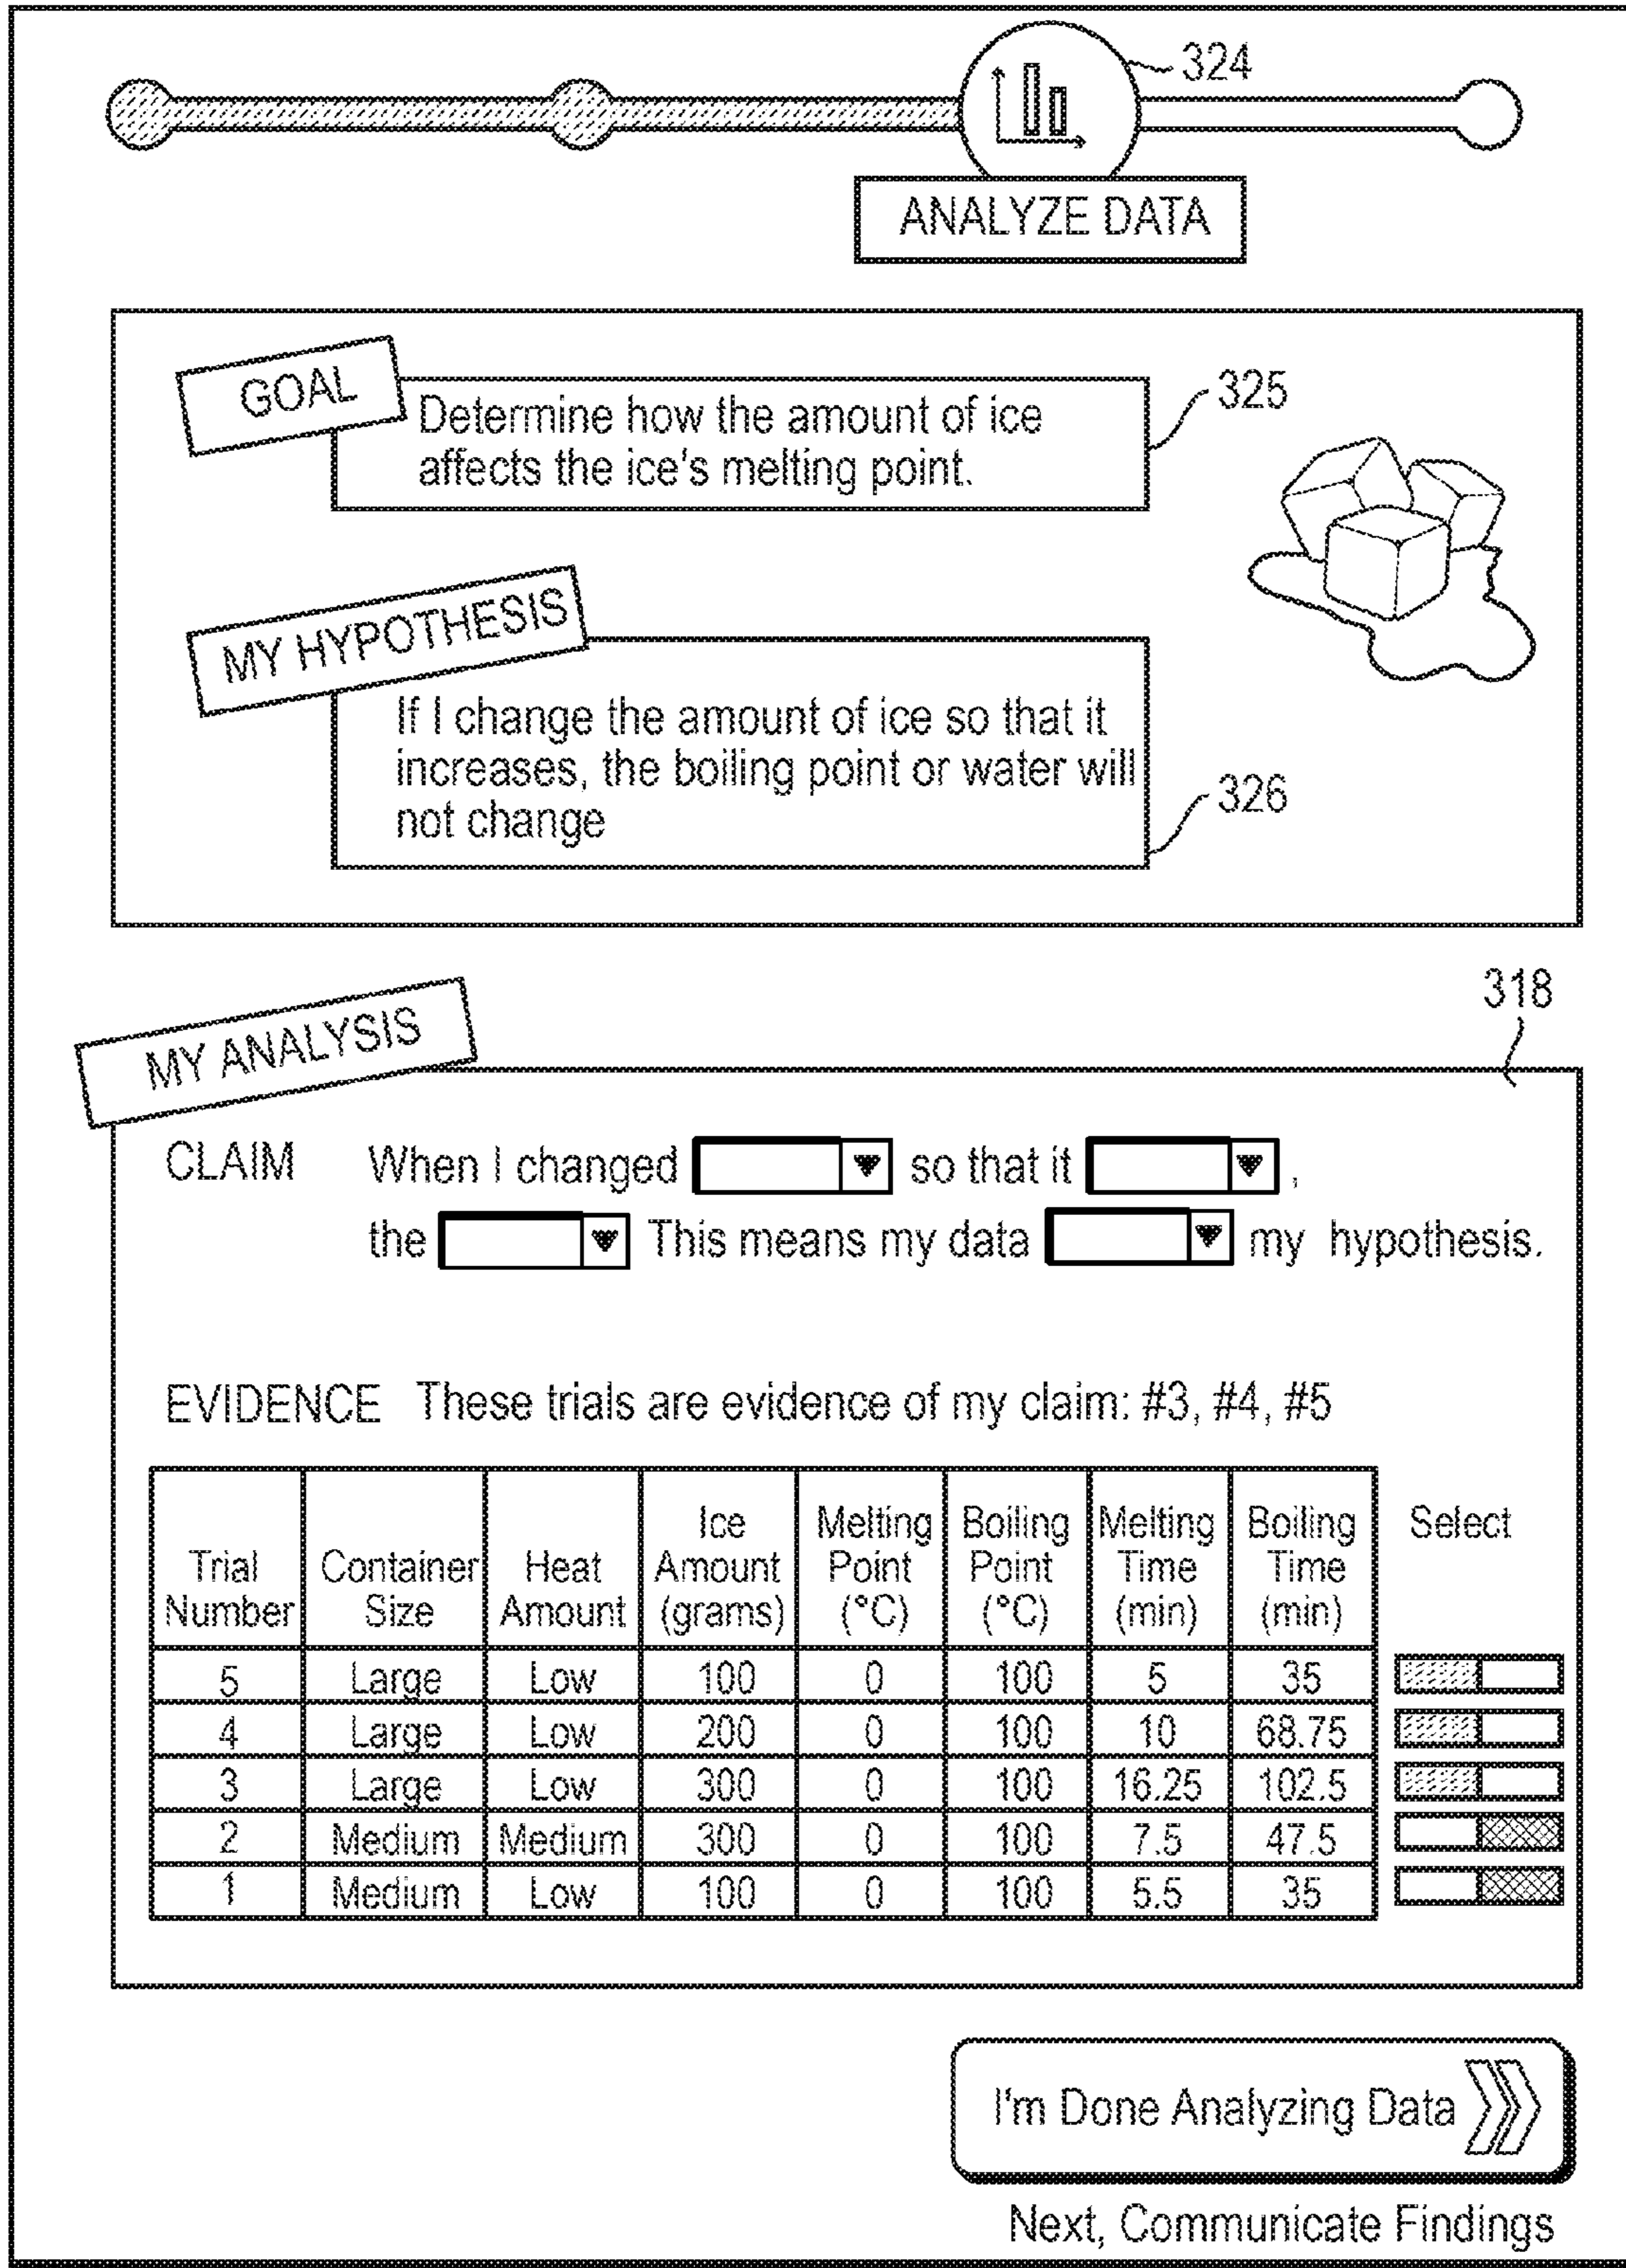 324
ANALYZE DATA
GOAL
Determine how the amount of ice
affects the ice's melting point.
325
MY HYPOTHESIS
If I change the amount of ice so that it
increases, the boiling point or water will
not change
326
318
MY ANALYSIS
CLAIM When I changed so that it ,
the This means my data my hypothesis.
EVIDENCE These trials are evidence of my claim: #3, #4, #5
Trial Number Container Size Heat Amount Ice Amount (grams) Melting Point (°C) Boiling Point (°C) Melting Time (min) Boiling Time (min) Select
5 Large Low 100 0 100 5 35
4 Large Low 200 0 100 10 68.75
3 Large Low 300 0 100 16.25 102.5
2 Medium Medium 300 0 100 7.5 47.5
1 Medium Low 100 0 100 5.5 35
I'm Done Analyzing Data
Next, Communicate Findings